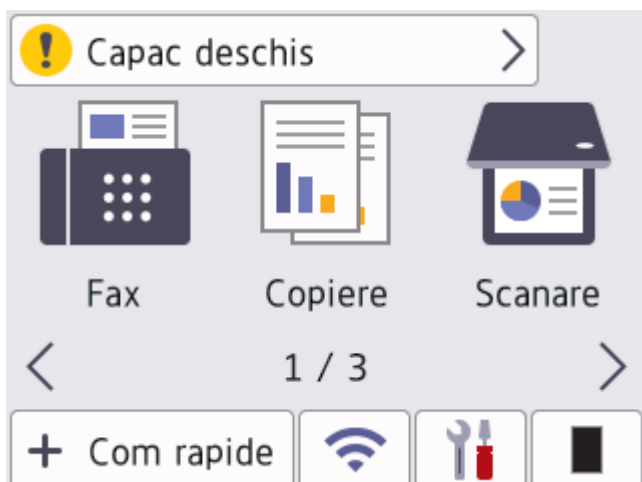 Capac deschis
Fax
Copiere
Scanare
1 / 3
+ Com rapide